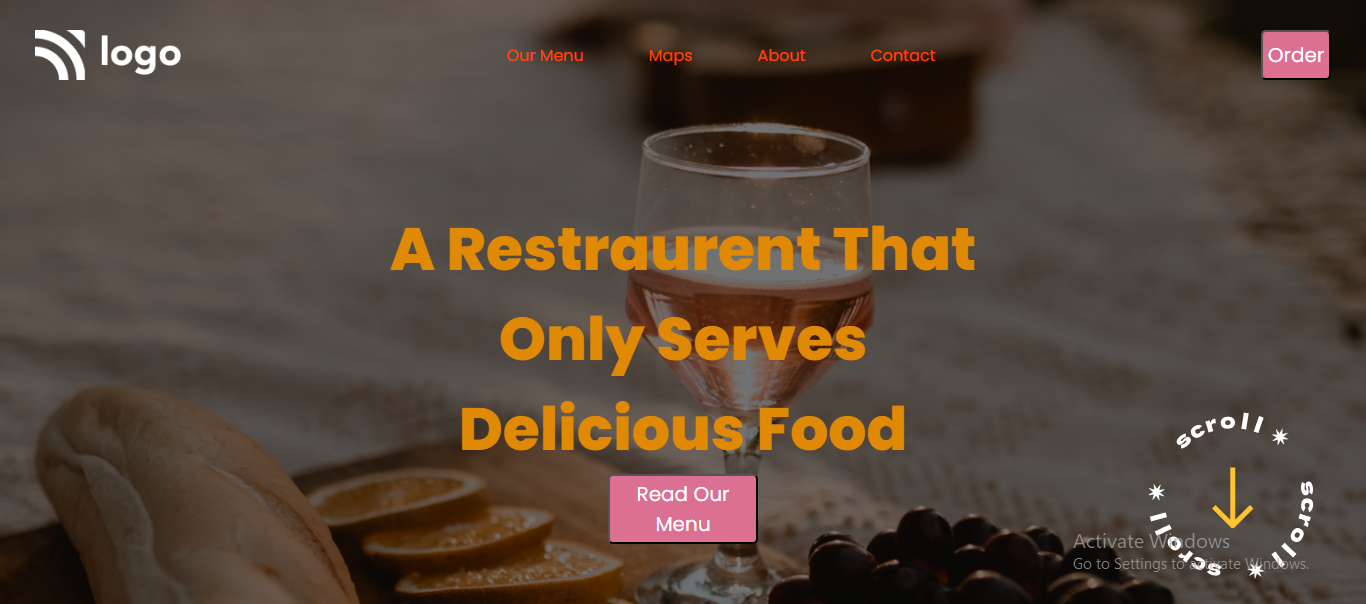 logo
Our Menu Maps About Contact
Order
A Restraurent That
Only Serves
Delicious Food
Read Our
Menu
scroll
scroll
scroll
Activate Windows
Go to Settings to activate Windows.